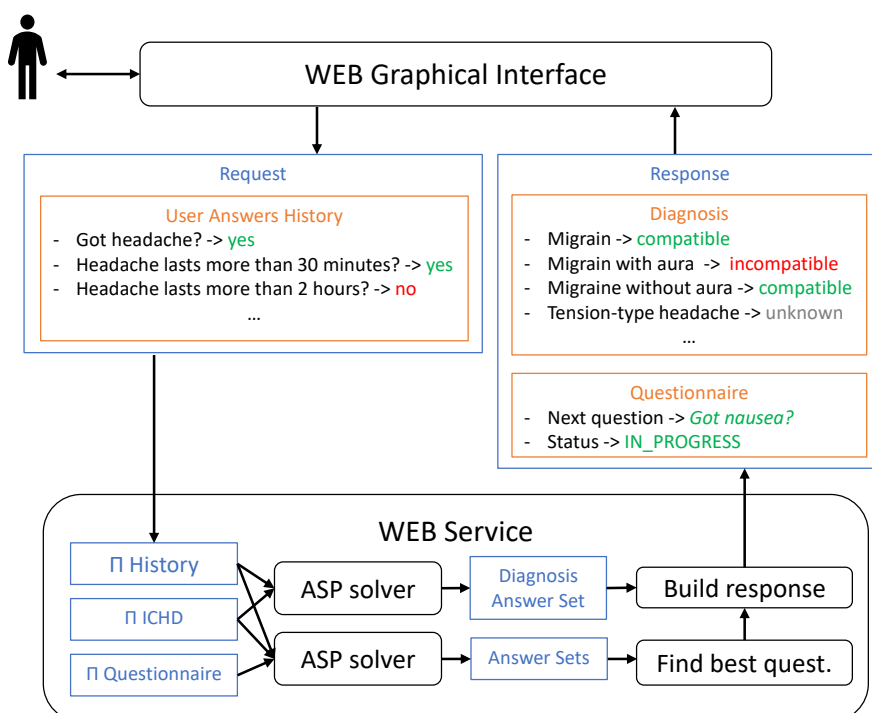 WEB Graphical Interface
Request
User Answers History
- Got headache? -> yes
- Headache lasts more than 30 minutes? -> yes
- Headache lasts more than 2 hours? -> no
...
Response
Diagnosis
- Migrain -> compatible
- Migrain with aura -> incompatible
- Migraine without aura -> compatible
- Tension-type headache -> unknown
...
Questionnaire
- Next question -> Got nausea?
- Status -> IN_PROGRESS
WEB Service
Π History
Π ICHD
Π Questionnaire
ASP solver
ASP solver
Diagnosis
Answer Set
Answer Sets
Build response
Find best quest.